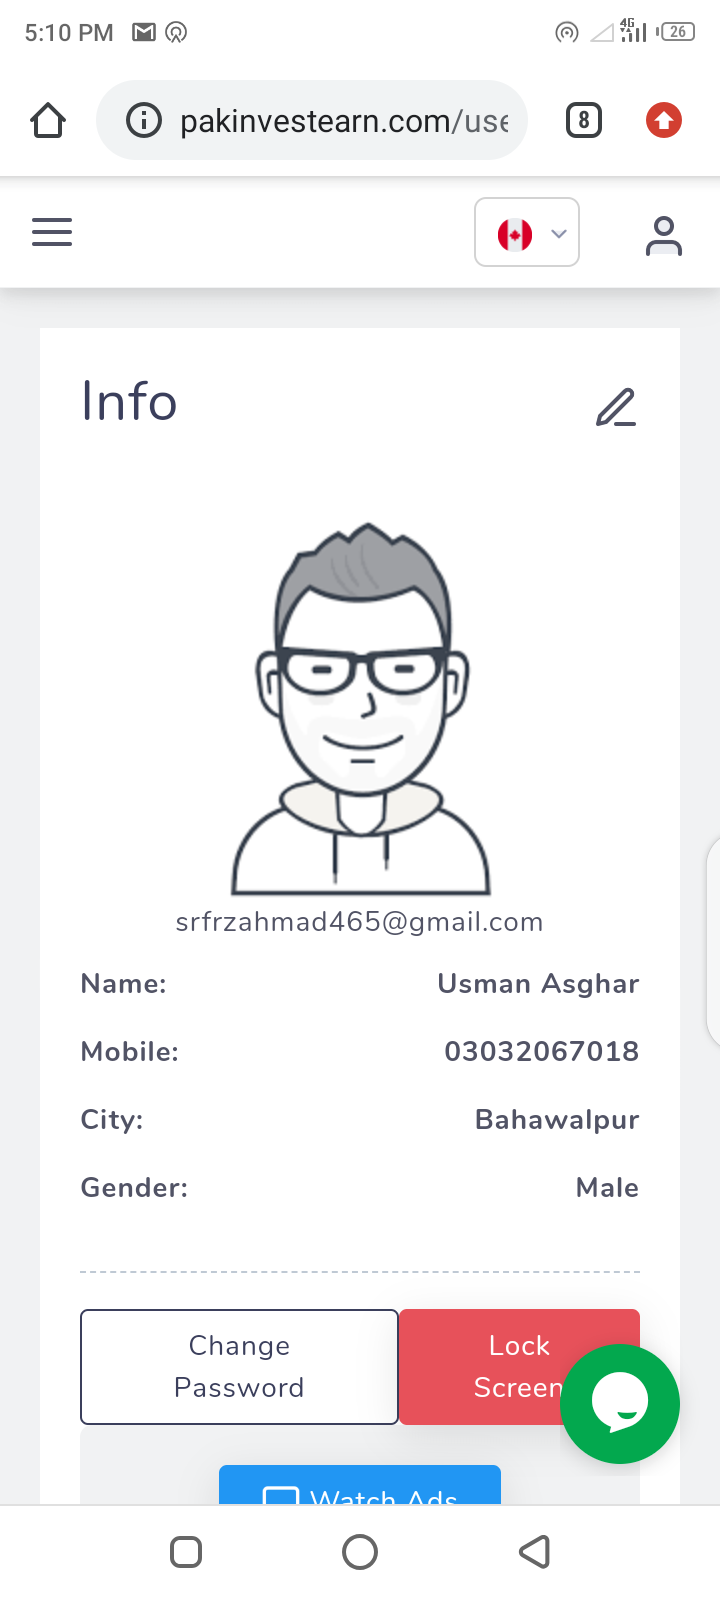 5:10 PM
4G
26
pakinvestearn.com/use
8
Info
srfrzahmad465@gmail.com
Name: Usman Asghar
Mobile: 03032067018
City: Bahawalpur
Gender: Male
Change
Password
Lock
Screen
Watch Ads